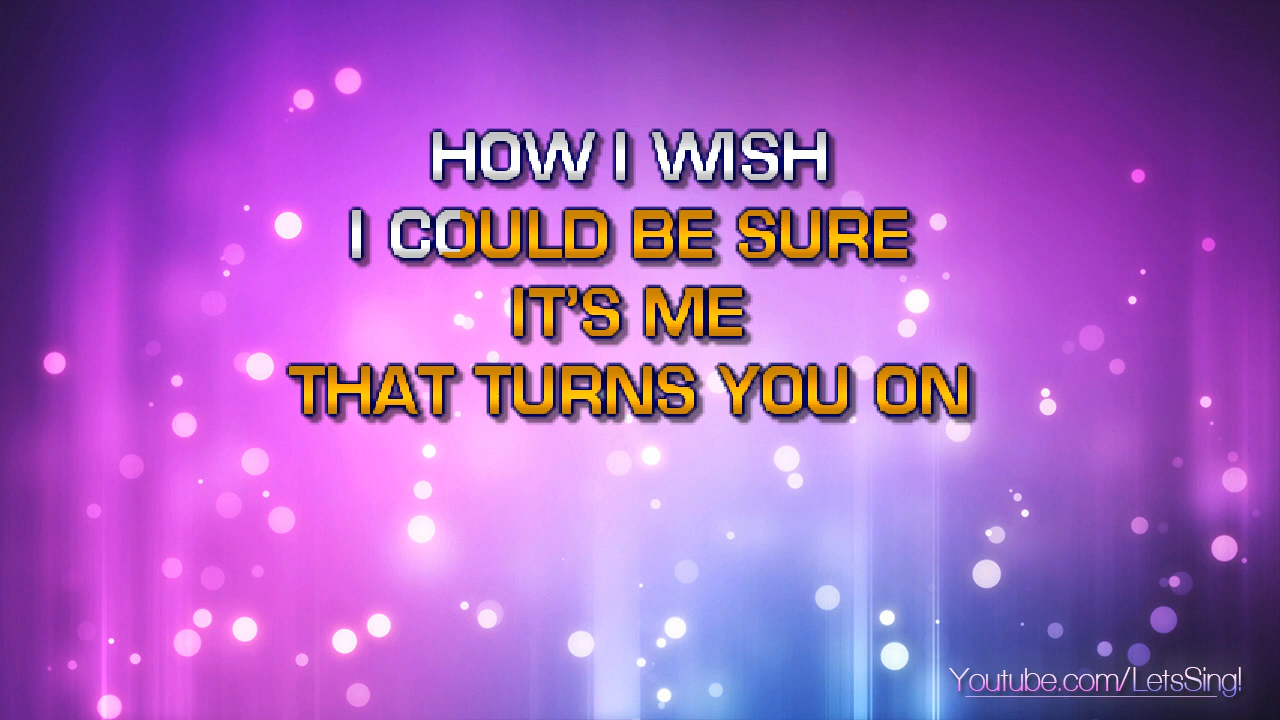 HOW I WISH
I COULD BE SURE
IT'S ME
THAT TURNS YOU ON
Youtube.com/LetsSing!